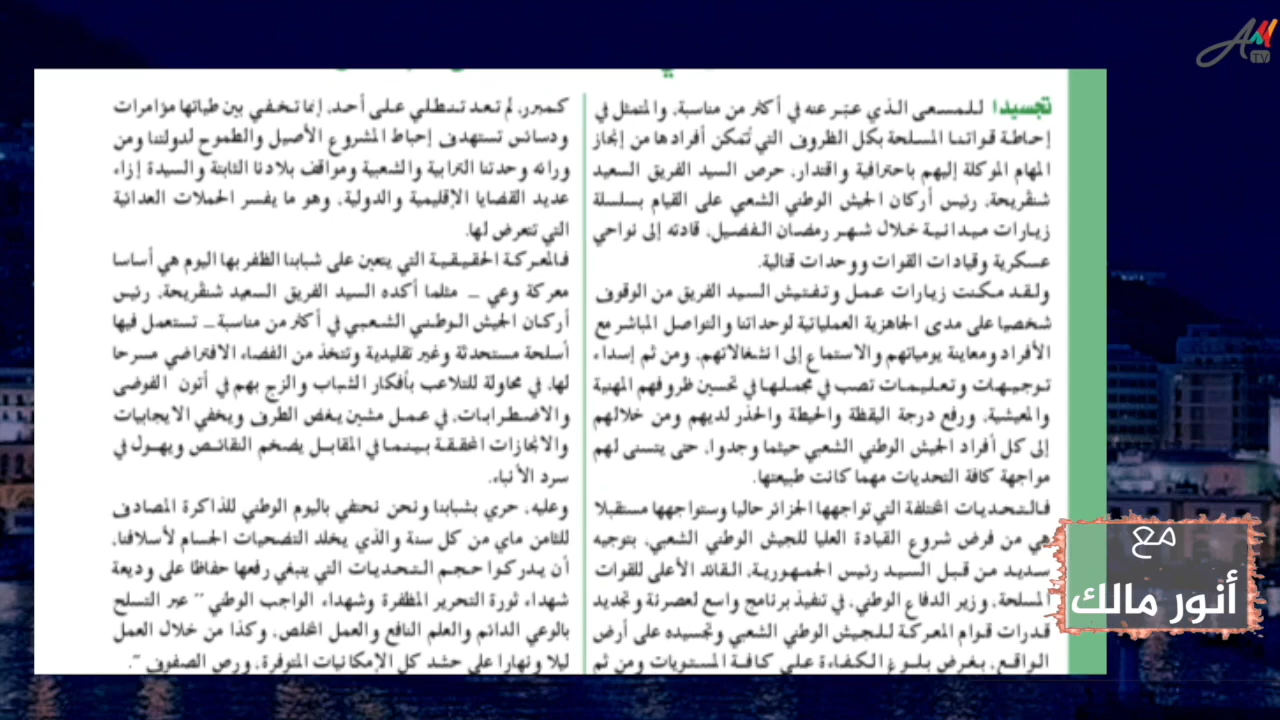 تجسيدا للمسعى الذي عبّر عنه في أكثر من مناسبة، والمتمثل في
إحاطة قواتنا المسلحة بكل الظروف التي تُمكن أفرادها من إنجاز
المهام الموكلة إليهم باحترافية واقتدار، حرص السيد الفريق السعيد
شنڨريحة، رئيس أركان الجيش الوطني الشعبي على القيام بسلسلة
زيارات ميدانية خلال شهر رمضان الفضيل، قادته إلى نواحي
عسكرية وقيادات القوات ووحدات قتالية.
ولقد مكنت زيارات عمل وتفتيش السيد الفريق من الوقوف
شخصيا على مدى الجاهزية العملياتية لوحداتنا والتواصل المباشر مع
الأفراد ومعاينة يومياتهم والاستماع إلى انشغالاتهم، ومن ثم إسداء
توجيهات وتعليمات تصب في مجملها في تحسين ظروفهم المهنية
والمعيشية، ورفع درجة اليقظة والحيطة والحذر لديهم ومن خلالهم
إلى كل أفراد الجيش الوطني الشعبي حيثما وجدوا، حتى يتسنى لهم
مواجهة كافة التحديات مهما كانت طبيعتها.
فالتحديات المختلفة التي تواجهها الجزائر حاليا وستواجهها مستقبلا
هي من فرض شروع القيادة العليا للجيش الوطني الشعبي، بتوجيه
سديد من قبل السيد رئيس الجمهورية، القائد الأعلى للقوات
المسلحة، وزير الدفاع الوطني، في تنفيذ برنامج واسع لعصرنة وتجديد
قدرات قوام المعركة للجيش الوطني الشعبي وتجسيده على أرض
الواقع، بغرض بلوغ الكفاءة على كافة المستويات ومن ثم
كمبرر، لم تعد تنطلي على أحد، إنما تخفي بين طياتها مؤامرات
ودسائس تستهدف إحباط المشروع الأصيل والطموح لدولتنا ومن
ورائه وحدتنا الترابية والشعبية ومواقف بلادنا الثابتة والسيدة إزاء
عديد القضايا الإقليمية والدولية، وهو ما يفسر الحملات العدائية
التي تتعرض لها.
فالمعركة الحقيقية التي يتعين على شبابنا الظفر بها اليوم هي أساسا
معركة وعي – مثلما أكده السيد الفريق السعيد شنڨريحة، رئيس
أركان الجيش الوطني الشعبي في أكثر من مناسبة– تستعمل فيها
أسلحة مستحدثة وغير تقليدية وتتخذ من الفضاء الافتراضي مسرحا
لها، في محاولة للتلاعب بأفكار الشباب والزج بهم في أتون الفوضى
والاضطرابات، في عمل مشين يغض الطرف ويخفي الايجابيات
والانجازات المحققة بينما في المقابل يضخم النقائص ويهول في
سرد الأنباء.
وعليه، حري بشبابنا ونحن نحتفي باليوم الوطني للذاكرة المصادف
للثامن ماي من كل سنة والذي يخلد التضحيات الجسام لأسلافنا،
أن يدركوا حجم التحديات التي ينبغي رفعها حفاظا على وديعة
شهداء ثورة التحرير المظفرة وشهداء الواجب الوطني " عبر التسلح
بالوعي الدائم والعلم النافع والعمل المخلص، وكذا من خلال العمل
ليلا ونهارا على حشد كل الإمكانيات المتوفرة، ورص الصفوف ".
مع
أنور مالك
TV